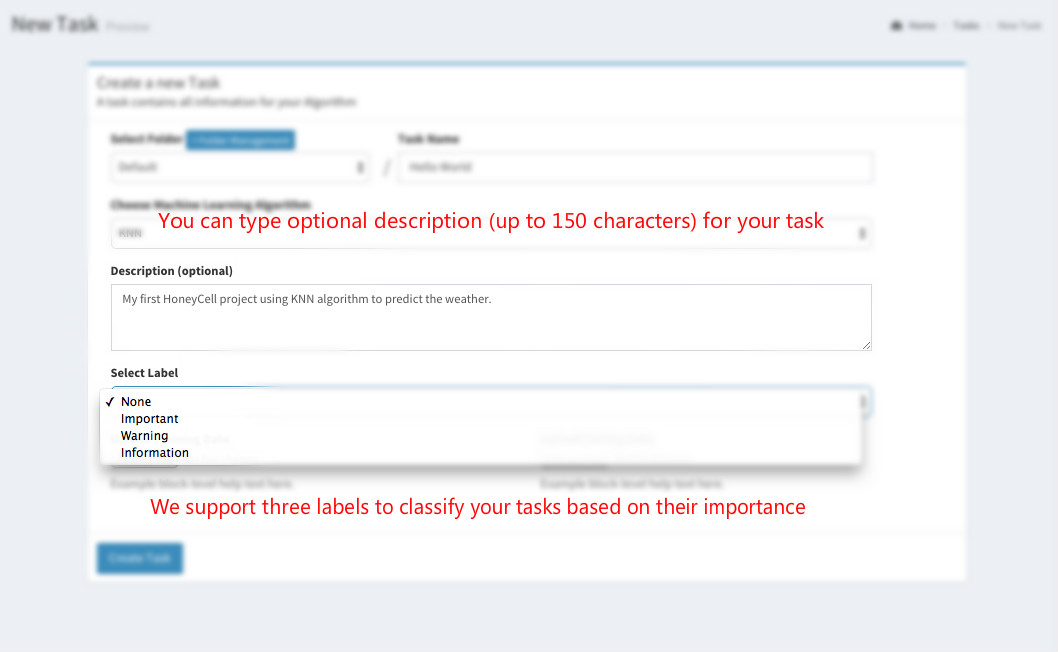 New Task Preview
Home Tasks New Task
Create a new Task
A task contains all information for your Algorithm
Select Folder Folder Management Task Name
Default / Hello World
Choose Machine Learning Algorithm
You can type optional description (up to 150 characters) for your task
KNN
Description (optional)
My first HoneyCell project using KNN algorithm to predict the weather.
Select Label
✓ None
Important
Warning
Information
Example block-level help text here. Example block-level help text here.
We support three labels to classify your tasks based on their importance
Create Task